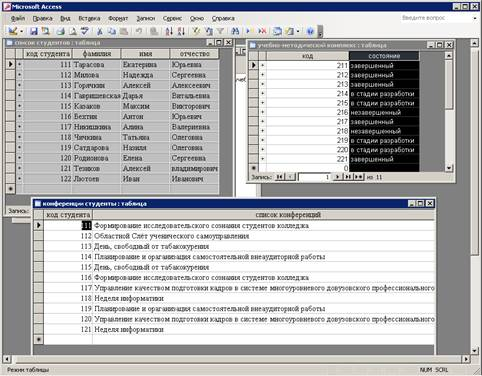 Microsoft Access
Файл Правка Вид Вставка Формат Записи Сервис Окно Справка
Введите вопрос
список студентов : таблица
код студента фамилия имя отчество
111 Тарасова Екатерина Юрьевна
112 Милова Надежда Сергеевна
113 Горячкин Алексей Алексеевич
114 Гавришевская Дарья Витальевна
115 Казаков Максим Викторович
116 Вехтин Антон Юрьевич
117 Никишкина Алина Валериевна
118 Чичкина Татьяна Олеговна
119 Сатдарова Назиля Олеговна
120 Родионова Елена Сергеевна
121 Тезиков Алексей владимирович
122 Лютоев Иван Иванович
Запись:
учебно-методический комплекс : таблица
код состояние
211 завершенный
212 завершенный
213 завершенный
214 в стадии разработки
215 в стадии разработки
216 незавершенный
217 завершенный
218 незавершенный
219 в стадии разработки
220 в стадии разработки
221 завершенный
0
Запись: 1 из 11
конференции студенты : таблица
код студента список конференций
111 Формирование исследовательского сознания студентов колледжа
112 Областной Слёт ученического самоуправления
113 День, свободный от табакокурения
114 Планирование и организация самостоятельной внеаудиторной работы
115 День, свободный от табакокурения
116 Формирование исследовательского сознания студентов колледжа
117 Управление качеством подготовки кадров в системе многоуровневого довузовского профессионального
118 Неделя информатики
119 Планирование и организация самостоятельной внеаудиторной работы
120 Управление качеством подготовки кадров в системе многоуровневого довузовского профессионального
121 Неделя информатики
Режим таблицы
NUM SCRL